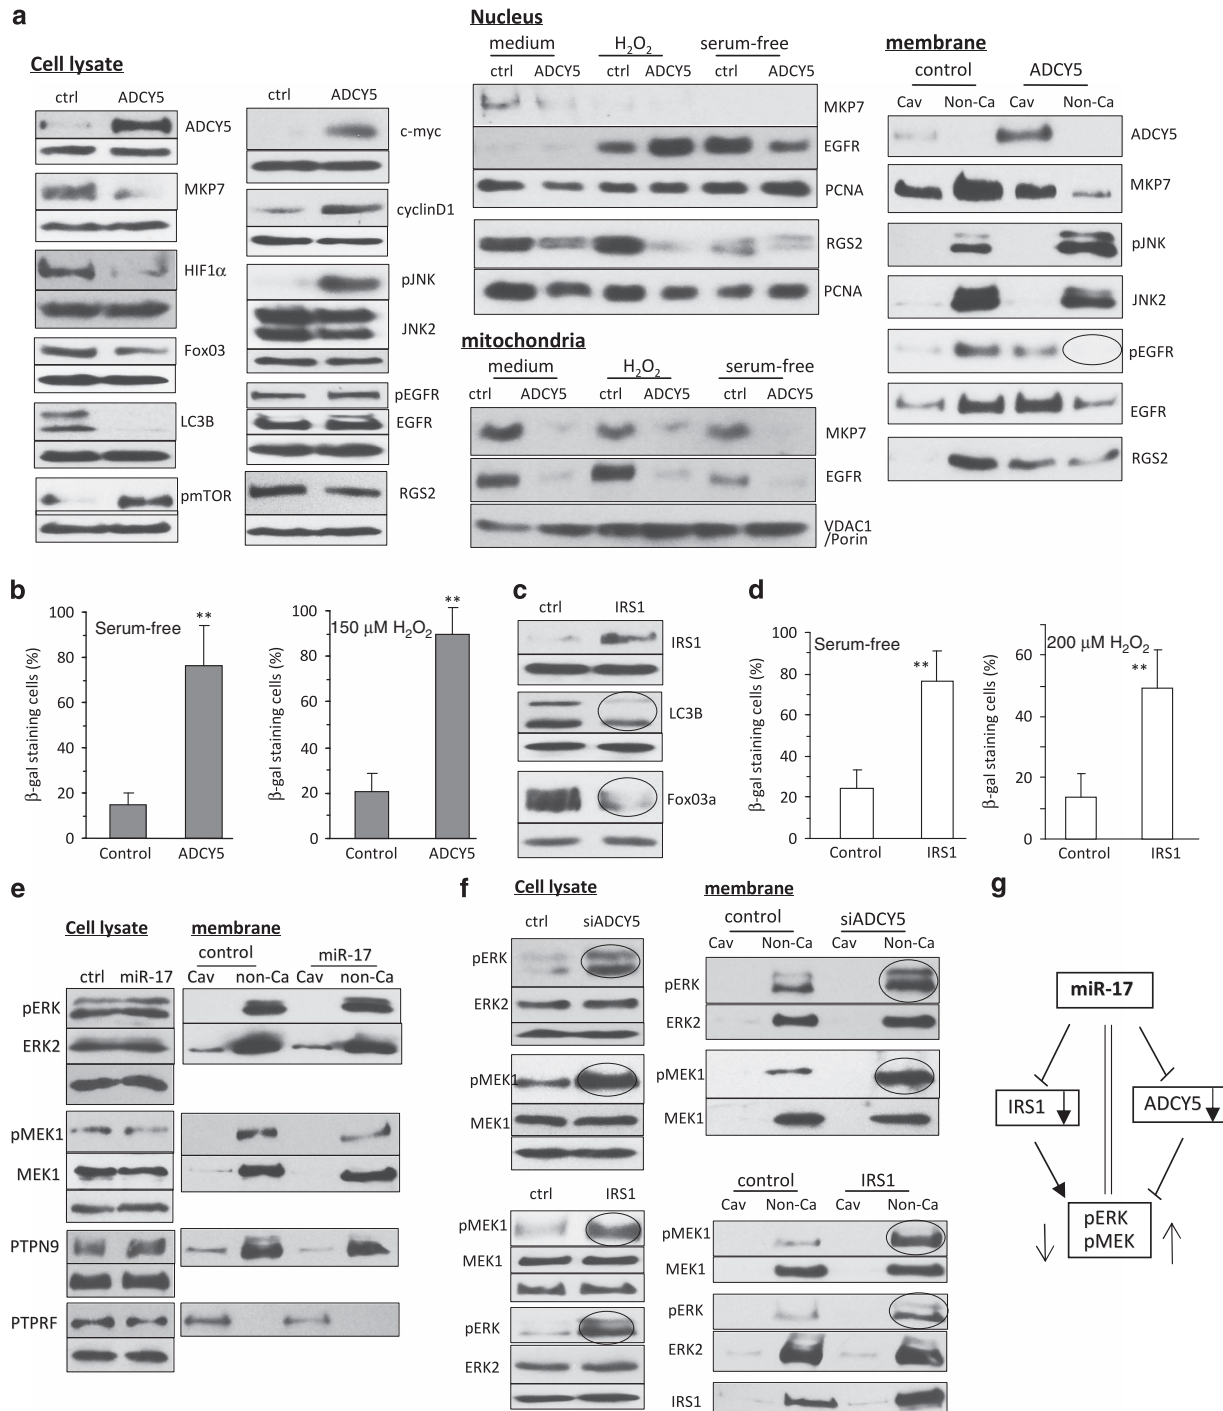 a
Cell lysate
ctrl ADCY5
ADCY5
MKP7
HIF1α
Fox03
LC3B
pmTOR
ctrl ADCY5
c-myc
cyclinD1
pJNK
JNK2
pEGFR
EGFR
RGS2
Nucleus
medium H2O2 serum-free
ctrl ADCY5 ctrl ADCY5 ctrl ADCY5
MKP7
EGFR
PCNA
RGS2
PCNA
mitochondria
medium H2O2 serum-free
ctrl ADCY5 ctrl ADCY5 ctrl ADCY5
MKP7
EGFR
VDAC1
/Porin
membrane
control ADCY5
Cav Non-Ca Cav Non-Ca
ADCY5
MKP7
pJNK
JNK2
pEGFR
EGFR
RGS2
b
β-gal staining cells (%)
100
80
60
40
20
0
Serum-free
**
Control ADCY5
β-gal staining cells (%)
100
80
60
40
20
0
150 μM H2O2
**
Control ADCY5
c
ctrl IRS1
IRS1
LC3B
Fox03a
d
β-gal staining cells (%)
100
80
60
40
20
0
Serum-free
**
Control IRS1
β-gal staining cells (%)
60
40
20
0
200 μM H2O2
**
Control IRS1
e
Cell lysate membrane
control miR-17
ctrl miR-17 Cav non-Ca Cav non-Ca
pERK
ERK2
pMEK1
MEK1
PTPN9
PTPRF
f
Cell lysate
ctrl siADCY5
pERK
ERK2
pMEK1
MEK1
membrane
control siADCY5
Cav Non-Ca Cav Non-Ca
pERK
ERK2
pMEK1
MEK1
ctrl IRS1
pMEK1
MEK1
pERK
ERK2
control IRS1
Cav Non-Ca Cav Non-Ca
pMEK1
MEK1
pERK
ERK2
IRS1
g
miR-17
IRS1 ADCY5
pERK
pMEK